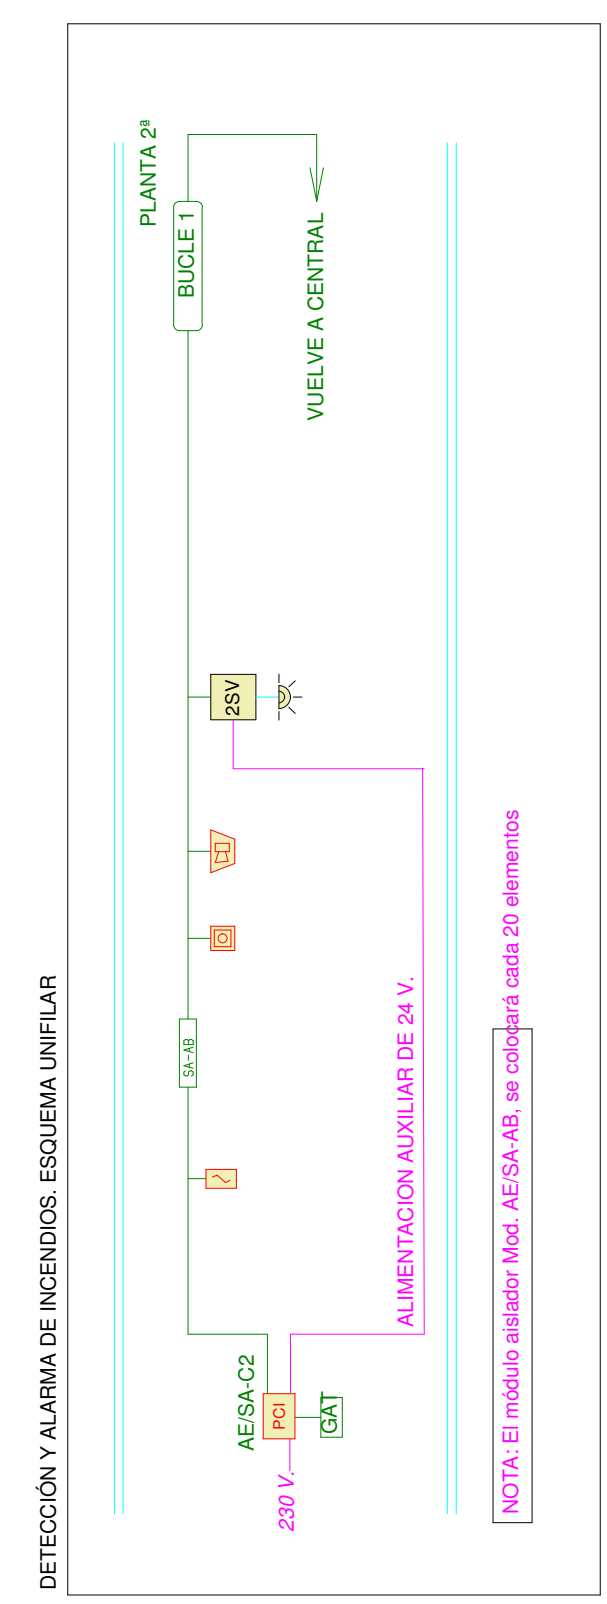 DETECCIÓN Y ALARMA DE INCENDIOS. ESQUEMA UNIFILAR
PLANTA 2ª
BUCLE 1
VUELVE A CENTRAL
2SV
SA-AB
ALIMENTACION AUXILIAR DE 24 V.
AE/SA-C2
PCI
GAT
230 V.
NOTA: El módulo aislador Mod. AE/SA-AB, se colocará cada 20 elementos